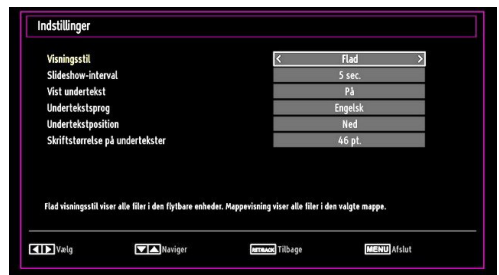 Indstillinger
Visningsstil Flad
Slideshow-interval 5 sec.
Vist undertekst På
Undertekstsprog Engelsk
Undertekstposition Ned
Skriftstørrelse på undertekster 46 pt.
Flad visningsstil viser alle filer i den flytbare enheder. Mappevisning viser alle filer i den valgte mappe.
Vælg Naviger RET/BACK Tilbage MENU Afslut